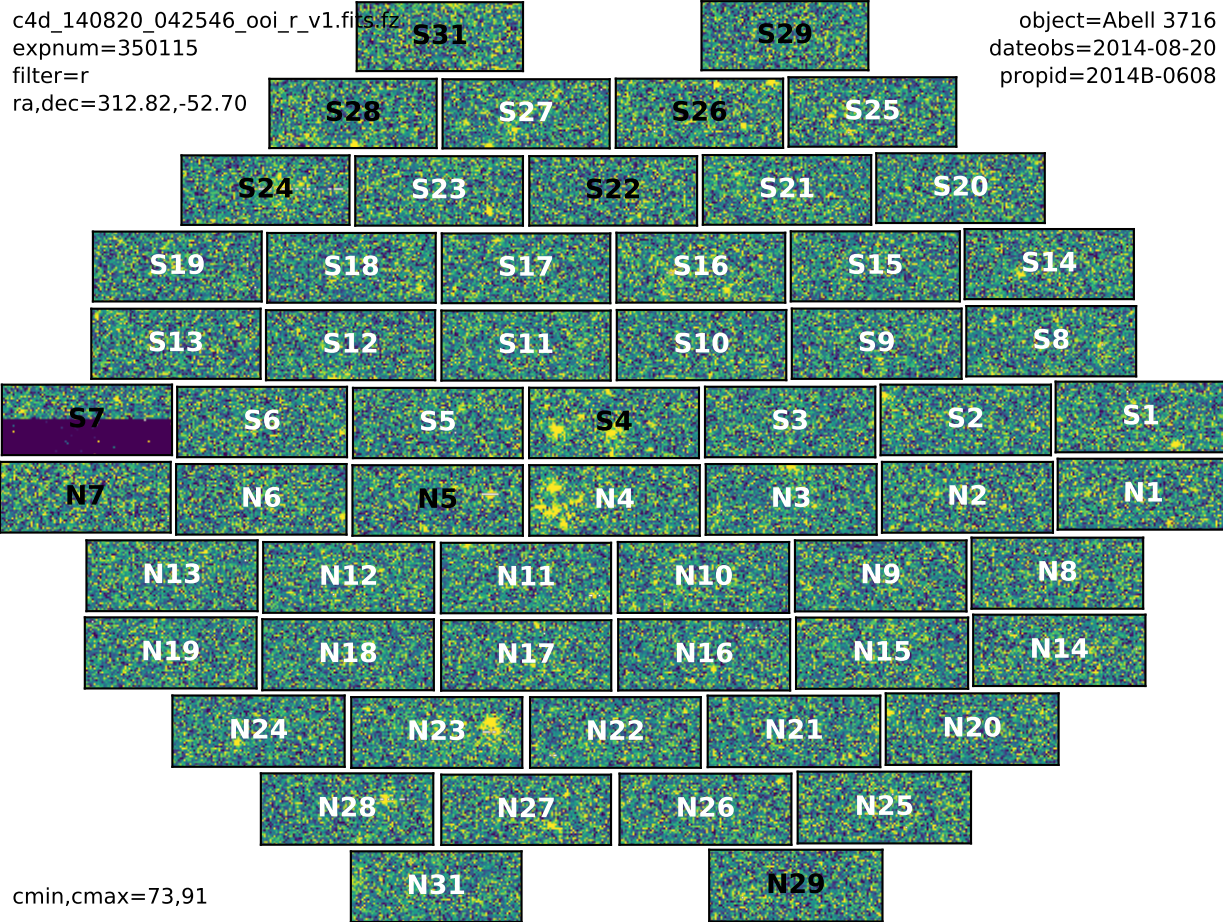 c4d_140820_042546_ooi_r_v1.fits.fz
expnum=350115
filter=r
ra,dec=312.82,-52.70
object=Abell 3716
dateobs=2014-08-20
propid=2014B-0608
S31 S29
S28 S27 S26 S25
S24 S23 S22 S21 S20
S19 S18 S17 S16 S15 S14
S13 S12 S11 S10 S9 S8
S7 S6 S5 S4 S3 S2 S1
N7 N6 N5 N4 N3 N2 N1
N13 N12 N11 N10 N9 N8
N19 N18 N17 N16 N15 N14
N24 N23 N22 N21 N20
N28 N27 N26 N25
N31 N29
cmin,cmax=73,91